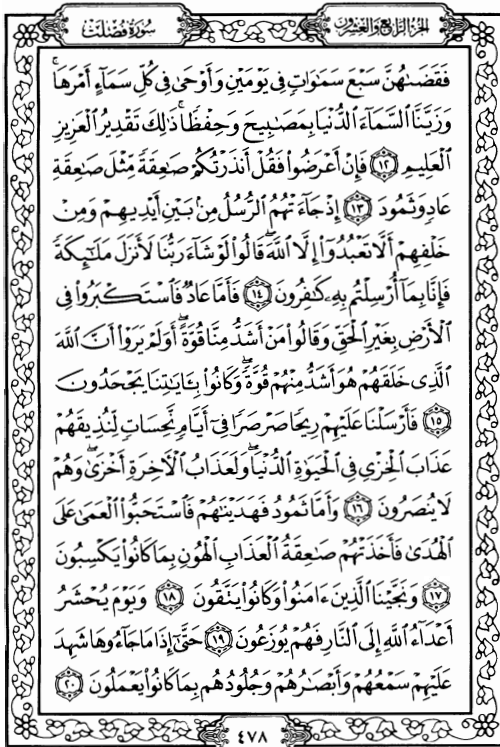 الجزء الرابع والعشرون
سورة فصلت
فَقَضَىٰهُنَّ سَبْعَ سَمَٰوَاتٍ فِى يَوْمَيْنِ وَأَوْحَىٰ فِى كُلِّ سَمَآءٍ أَمْرَهَا ۚ
وَزَيَّنَّا ٱلسَّمَآءَ ٱلدُّنْيَا بِمَصَٰبِيحَ وَحِفْظًا ۚ ذَٰلِكَ تَقْدِيرُ ٱلْعَزِيزِ
ٱلْعَلِيمِ ١٢ فَإِنْ أَعْرَضُوا۟ فَقُلْ أَنذَرْتُكُمْ صَٰعِقَةً مِّثْلَ صَٰعِقَةِ
عَادٍ وَثَمُودَ ١٣ إِذْ جَآءَتْهُمُ ٱلرُّسُلُ مِنۢ بَيْنِ أَيْدِيهِمْ وَمِنْ
خَلْفِهِمْ أَلَّا تَعْبُدُوٓا۟ إِلَّا ٱللَّهَ ۖ قَالُوا۟ لَوْ شَآءَ رَبُّنَا لَأَنزَلَ مَلَٰٓئِكَةً
فَإِنَّا بِمَآ أُرْسِلْتُم بِهِۦ كَٰفِرُونَ ١٤ فَأَمَّا عَادٌ فَٱسْتَكْبَرُوا۟ فِى
ٱلْأَرْضِ بِغَيْرِ ٱلْحَقِّ وَقَالُوا۟ مَنْ أَشَدُّ مِنَّا قُوَّةً ۖ أَوَلَمْ يَرَوْا۟ أَنَّ ٱللَّهَ
ٱلَّذِى خَلَقَهُمْ هُوَ أَشَدُّ مِنْهُمْ قُوَّةً ۖ وَكَانُوا۟ بِـَٔايَٰتِنَا يَجْحَدُونَ
١٥ فَأَرْسَلْنَا عَلَيْهِمْ رِيحًا صَرْصَرًا فِىٓ أَيَّامٍ نَّحِسَاتٍ لِّنُذِيقَهُمْ
عَذَابَ ٱلْخِزْىِ فِى ٱلْحَيَوٰةِ ٱلدُّنْيَا ۖ وَلَعَذَابُ ٱلْـَٔاخِرَةِ أَخْزَىٰ ۖ وَهُمْ
لَا يُنصَرُونَ ١٦ وَأَمَّا ثَمُودُ فَهَدَيْنَٰهُمْ فَٱسْتَحَبُّوا۟ ٱلْعَمَىٰ عَلَى
ٱلْهُدَىٰ فَأَخَذَتْهُمْ صَٰعِقَةُ ٱلْعَذَابِ ٱلْهُونِ بِمَا كَانُوا۟ يَكْسِبُونَ
١٧ وَنَجَّيْنَا ٱلَّذِينَ ءَامَنُوا۟ وَكَانُوا۟ يَتَّقُونَ ١٨ وَيَوْمَ يُحْشَرُ
أَعْدَآءُ ٱللَّهِ إِلَى ٱلنَّارِ فَهُمْ يُوزَعُونَ ١٩ حَتَّىٰٓ إِذَا مَا جَآءُوهَا شَهِدَ
عَلَيْهِمْ سَمْعُهُمْ وَأَبْصَٰرُهُمْ وَجُلُودُهُم بِمَا كَانُوا۟ يَعْمَلُونَ ٢٠
٤٧٨